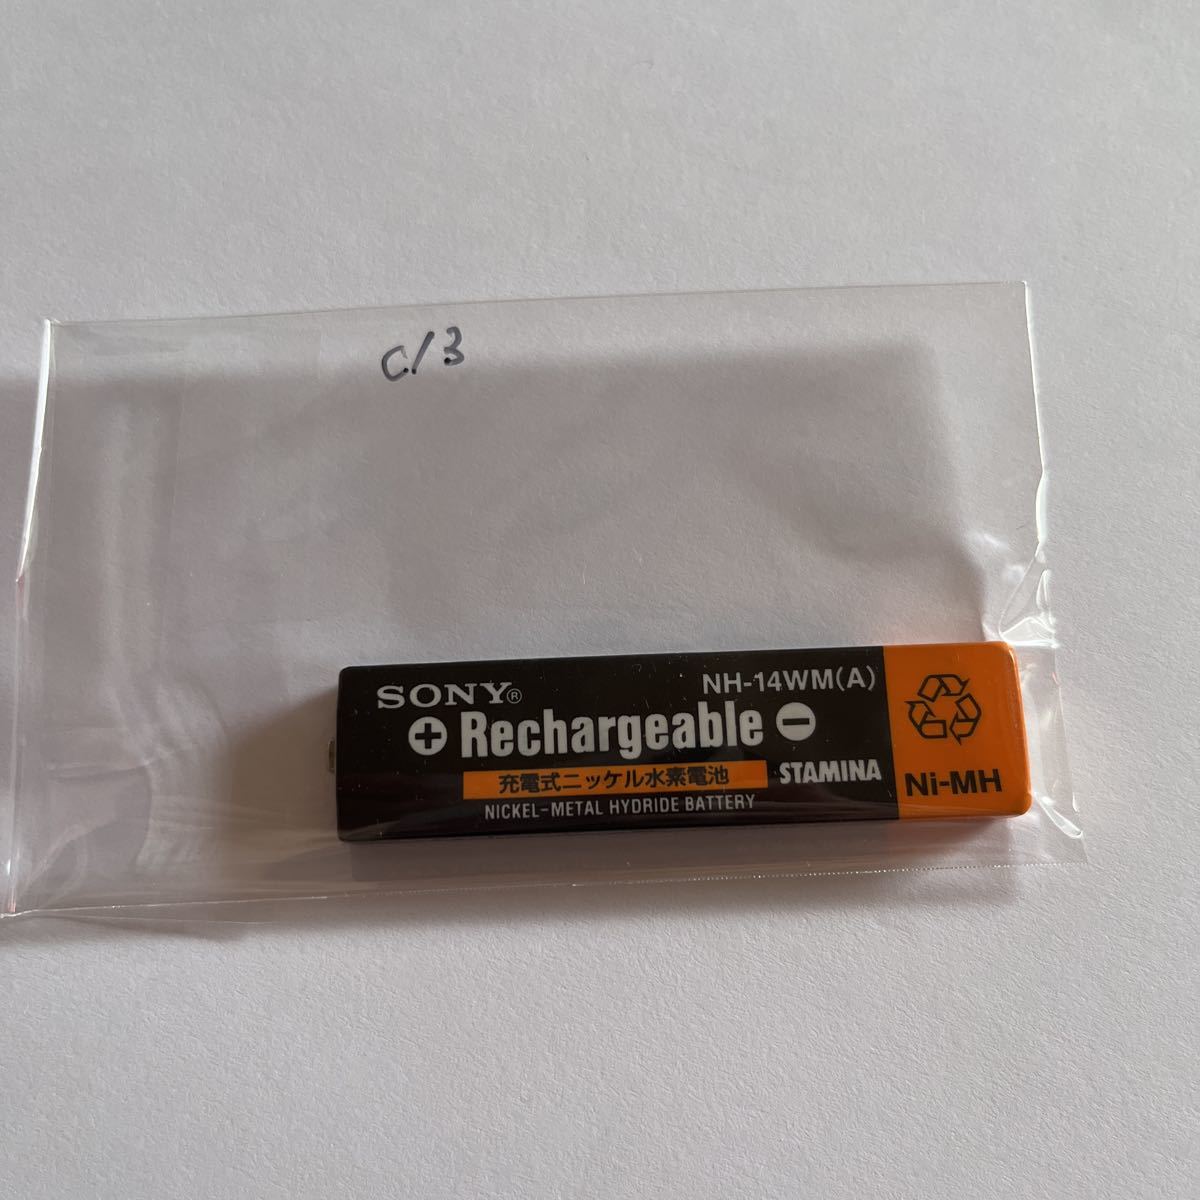 C/3
SONY®
NH-14WM(A)
+ Rechargeable −
充電式ニッケル水素電池
STAMINA
NICKEL-METAL HYDRIDE BATTERY
Ni-MH